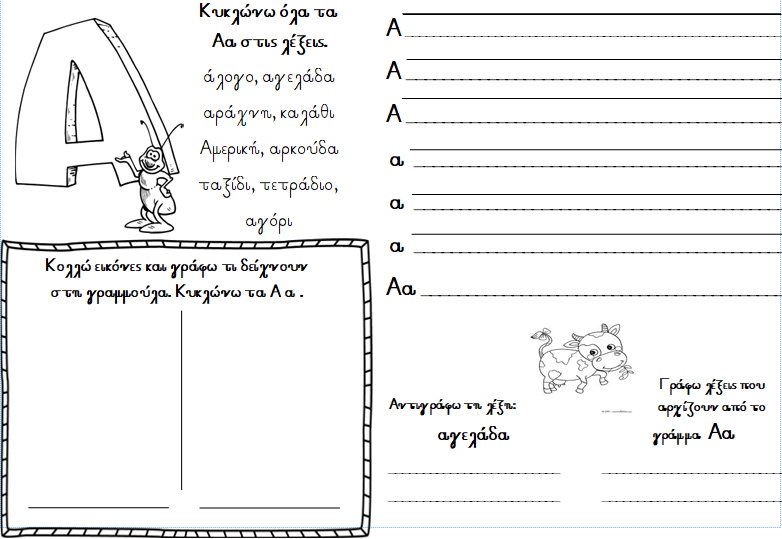 Α
Κυκλώνω όλα τα
Αα στις λέξεις.
άλογο, αγελάδα
αράχνη, καλάθι
Αμερική, αρκούδα
ταξίδι, τετράδιο,
αγόρι
Κολλώ εικόνες και γράφω τι δείχνουν
στη γραμμούλα. Κυκλώνω τα Α α .
Α
Α
Α
α
α
α
Αα
Αντιγράφω τη λέξη:
αγελάδα
Γράφω λέξεις που
αρχίζουν από το
γράμμα Αα